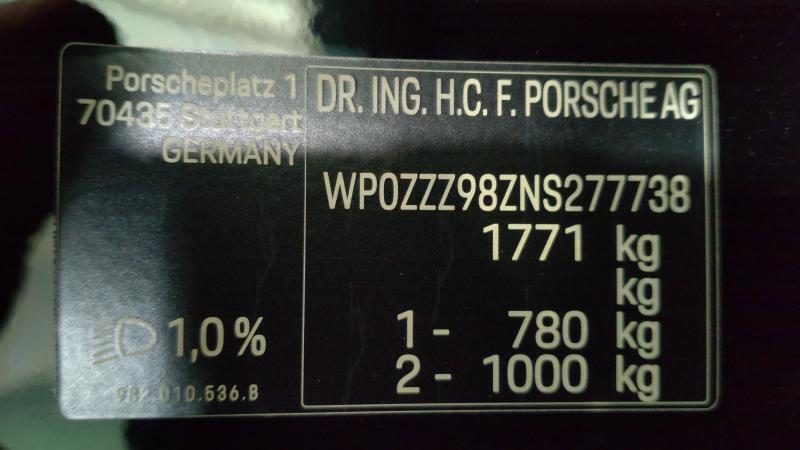 Porscheplatz 1
70435 Stuttgart
GERMANY
DR. ING. H.C. F. PORSCHE AG
WP0ZZZ98ZNS277738
1771 kg
kg
1 - 780 kg
2 - 1000 kg
1,0 %
982.010.536.B